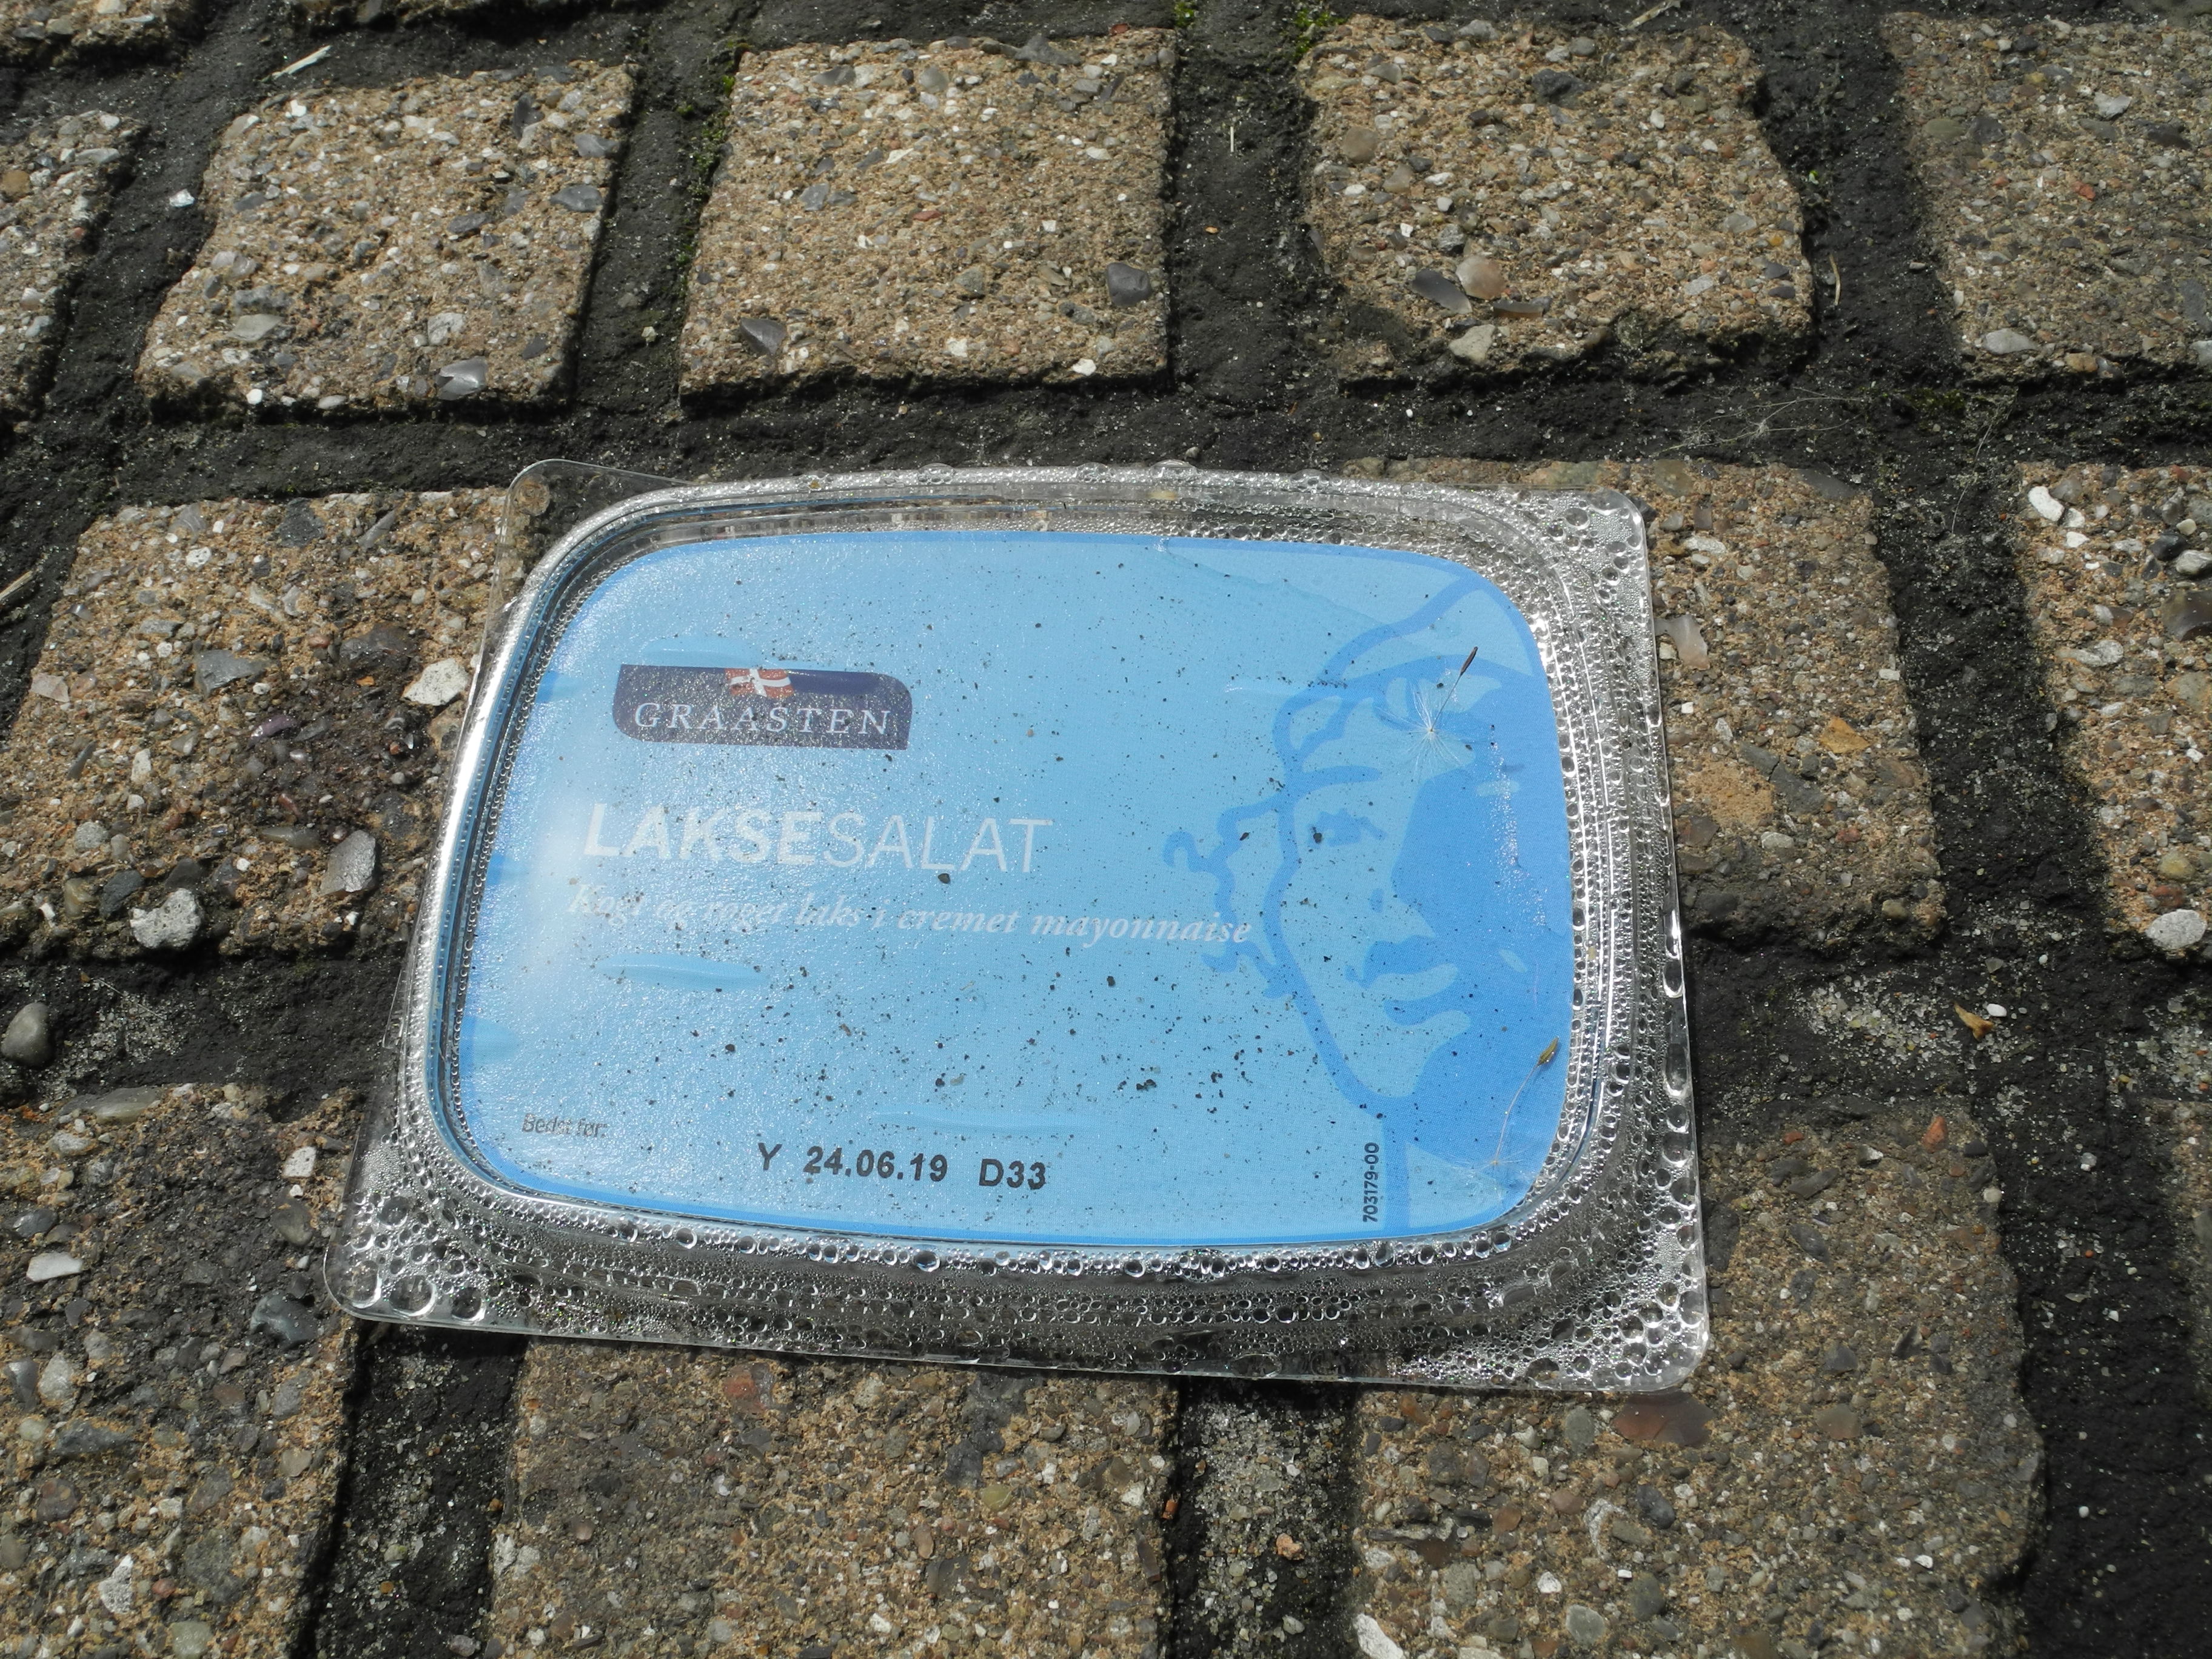 GRAASTEN
LAKSESALAT
Kogt og røget laks i cremet mayonnaise
Bedst før:
Y 24.06.19 D33
703179-00